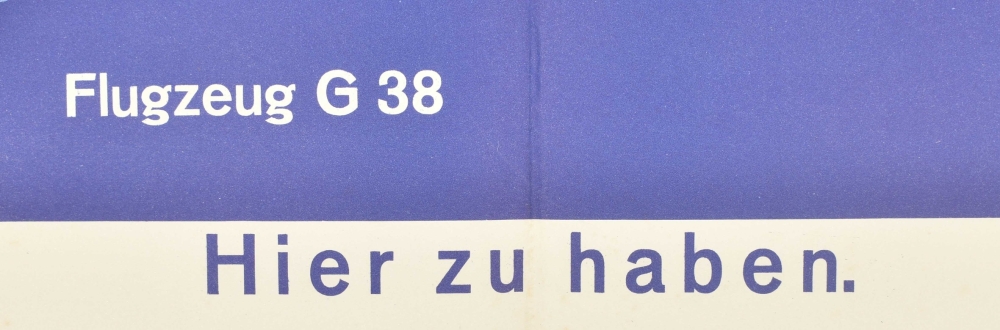 Flugzeug G 38
Hier zu haben.